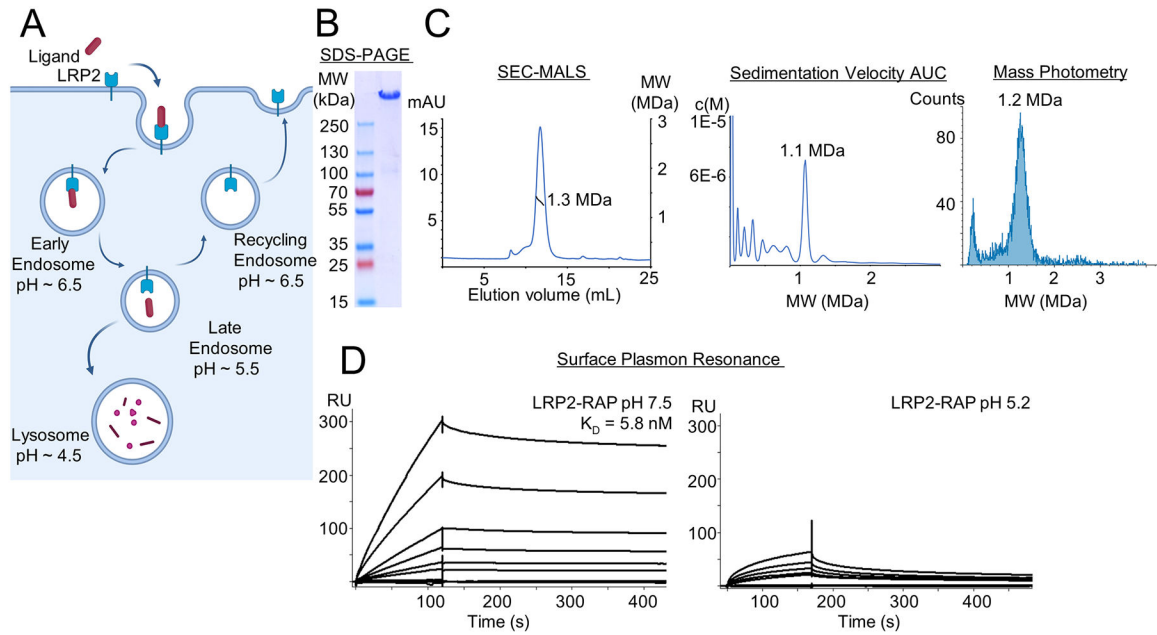 A
Ligand
LRP2
Early
Endosome
pH ~ 6.5
Recycling
Endosome
pH ~ 6.5
Late
Endosome
pH ~ 5.5
Lysosome
pH ~ 4.5
B
SDS-PAGE
MW
(kDa)
250
130
100
70
55
35
25
15
C
SEC-MALS
mAU
MW
(MDa)
15
10
5
3
2
1
1.3 MDa
5
15
25
Elution volume (mL)
Sedimentation Velocity AUC
c(M)
1E-5
6E-6
1.1 MDa
1
2
MW (MDa)
Mass Photometry
Counts
1.2 MDa
80
40
1
2
3
MW (MDa)
D
Surface Plasmon Resonance
RU
LRP2-RAP pH 7.5
KD = 5.8 nM
300
200
100
0
100
200
300
400
Time (s)
RU
LRP2-RAP pH 5.2
300
200
100
0
100
200
300
400
Time (s)